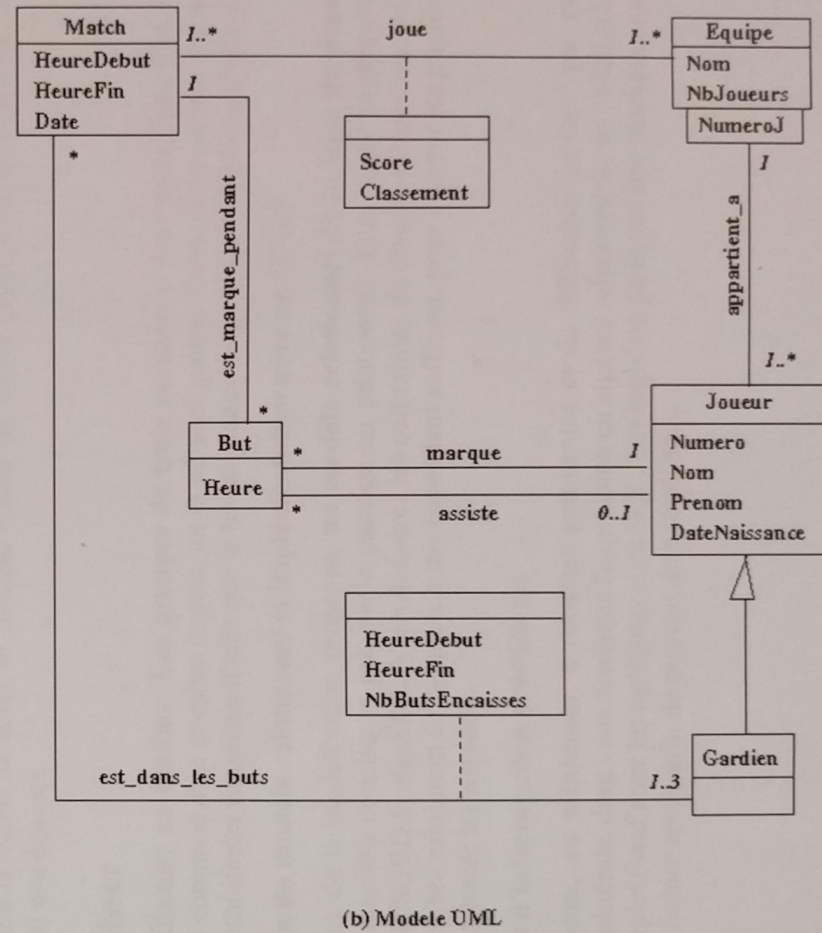 Match
HeureDebut
HeureFin
Date
1..*
joue
1..*
Equipe
Nom
NbJoueurs
NumeroJ
1
*
Score
Classement
1
est_marque_pendant
appartient_a
*
1..*
But
Heure
*
marque
1
*
assiste
0..1
Joueur
Numero
Nom
Prenom
DateNaissance
HeureDebut
HeureFin
NbButsEncaisses
est_dans_les_buts
1..3
Gardien
(b) Modele UML